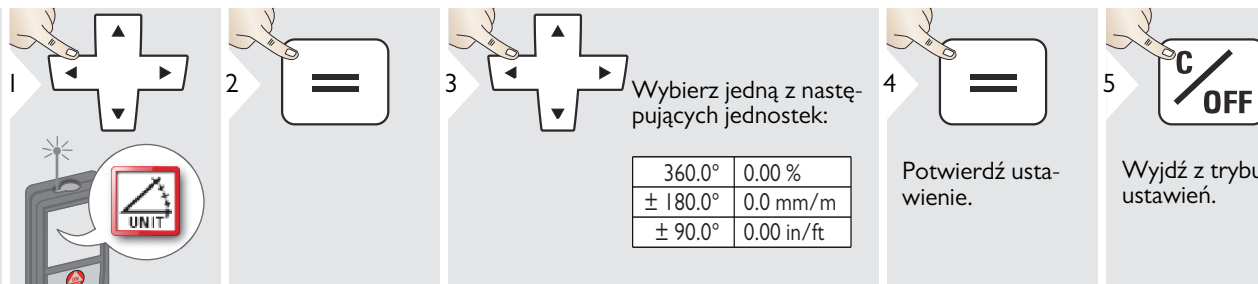 1
UNIT
ON
2
3
Wybierz jedną z nastę-
pujących jednostek:
360.0° 0.00 %
± 180.0° 0.0 mm/m
± 90.0° 0.00 in/ft
4
Potwierdź usta-
wienie.
5
C
OFF
Wyjdź z trybu
ustawień.